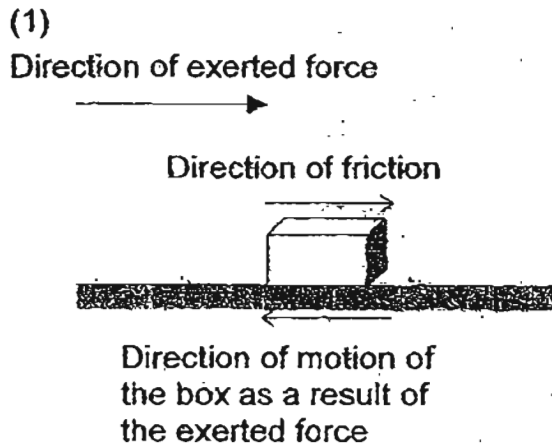 (1)
Direction of exerted force
Direction of friction
Direction of motion of
the box as a result of
the exerted force